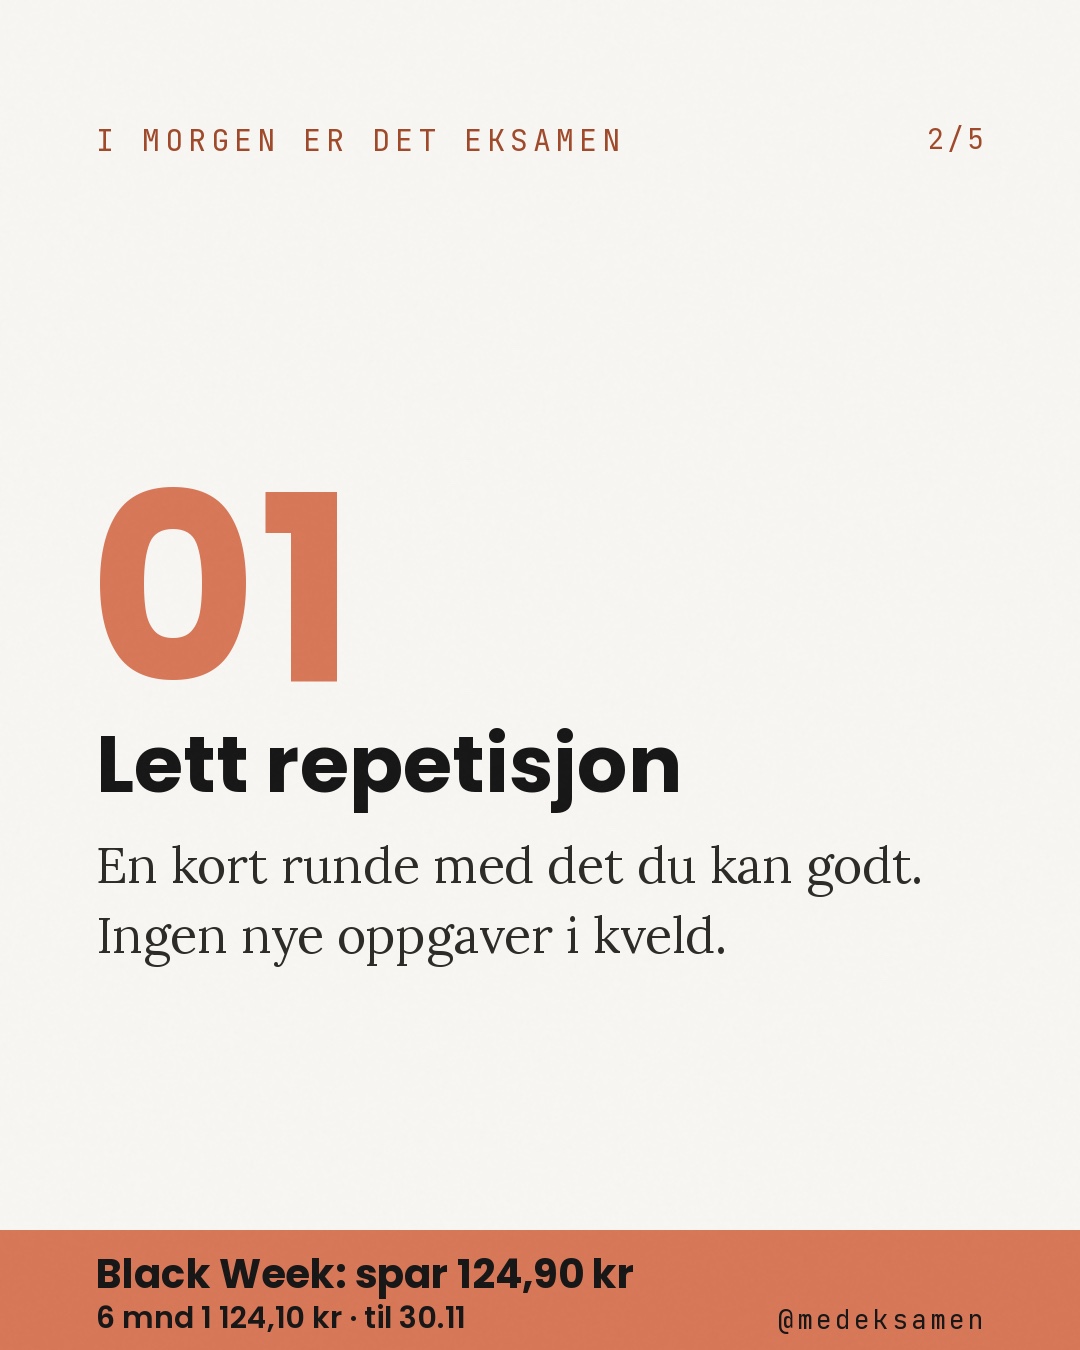 I MORGEN ER DET EKSAMEN
2/5
01
Lett repetisjon
En kort runde med det du kan godt.
Ingen nye oppgaver i kveld.
Black Week: spar 124,90 kr
6 mnd 1 124,10 kr · til 30.11
@medeksamen